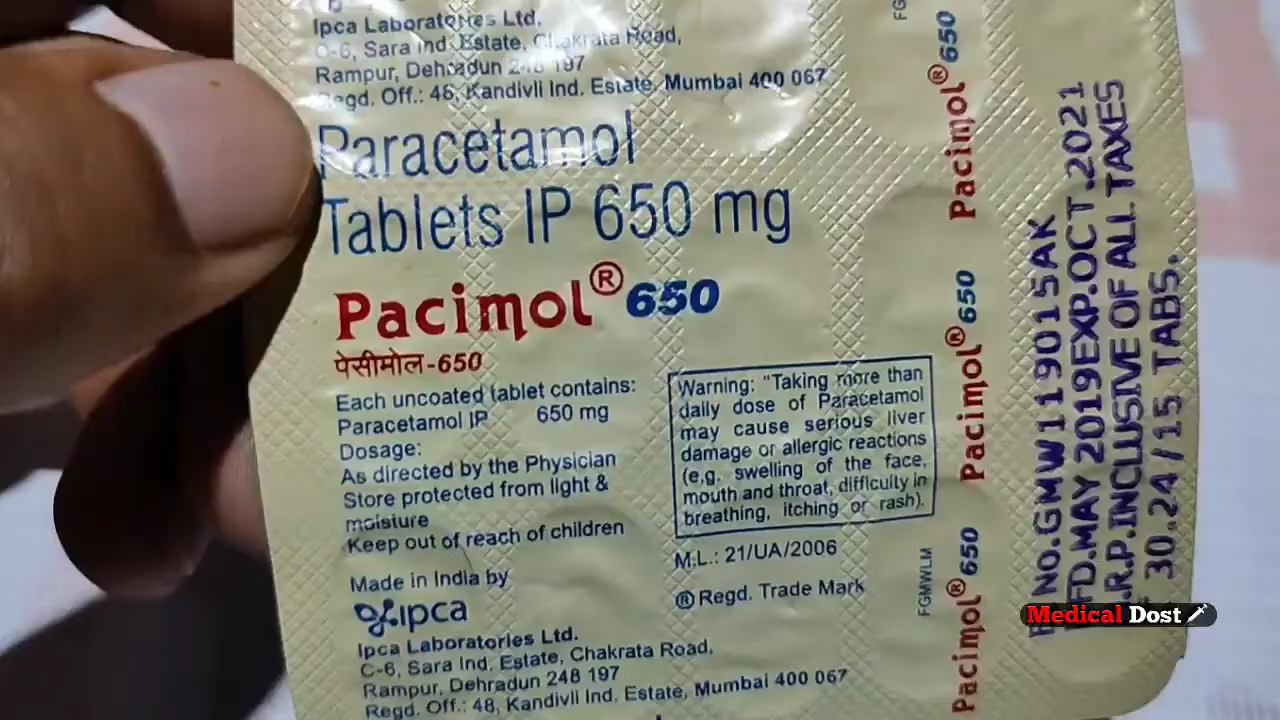 Ipca Laboratories Ltd.
C-6, Sara Ind. Estate, Chakrata Road,
Rampur, Dehradun 248 197
Regd. Off.: 48, Kandivli Ind. Estate, Mumbai 400 067
Paracetamol
Tablets IP 650 mg
Pacimol® 650
पेसीमोल-650
Each uncoated tablet contains:
Paracetamol IP 650 mg
Dosage:
As directed by the Physician
Store protected from light &
moisture
Keep out of reach of children
Made in India by
ipca
Ipca Laboratories Ltd.
C-6, Sara Ind. Estate, Chakrata Road,
Rampur, Dehradun 248 197
Regd. Off.: 48, Kandivli Ind. Estate, Mumbai 400 067
Warning: "Taking more than
daily dose of Paracetamol
may cause serious liver
damage or allergic reactions
(e.g. swelling of the face,
mouth and throat, difficulty in
breathing, itching or rash).
M.L.: 21/UA/2006
® Regd. Trade Mark
FGMWLM
Pacimol® 650
Pacimol® 650
Pacimol® 650
NO.GMW119015AK
FD.MAY 2019EXP.OCT.2021
.R.P.INCLUSIVE OF ALL TAXES
30.24/15 TABS.
Medical Dost